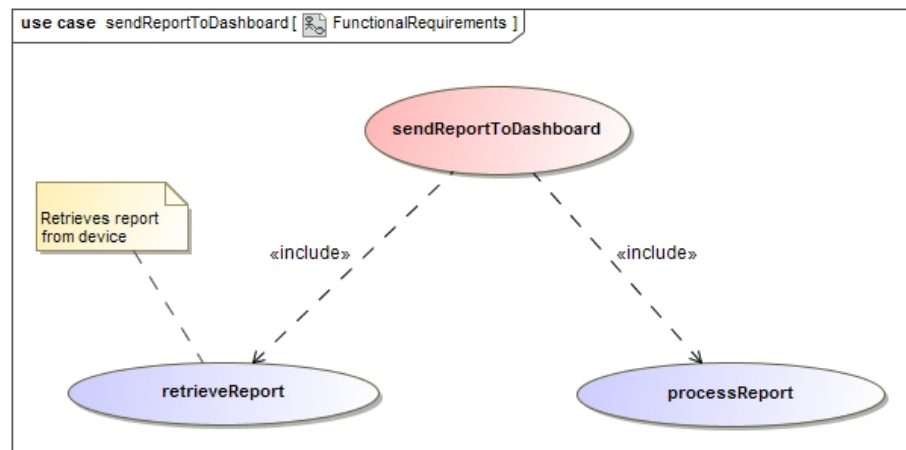 use case sendReportToDashboard [ FunctionalRequirements ]
sendReportToDashboard
Retrieves report
from device
«include»
«include»
retrieveReport
processReport